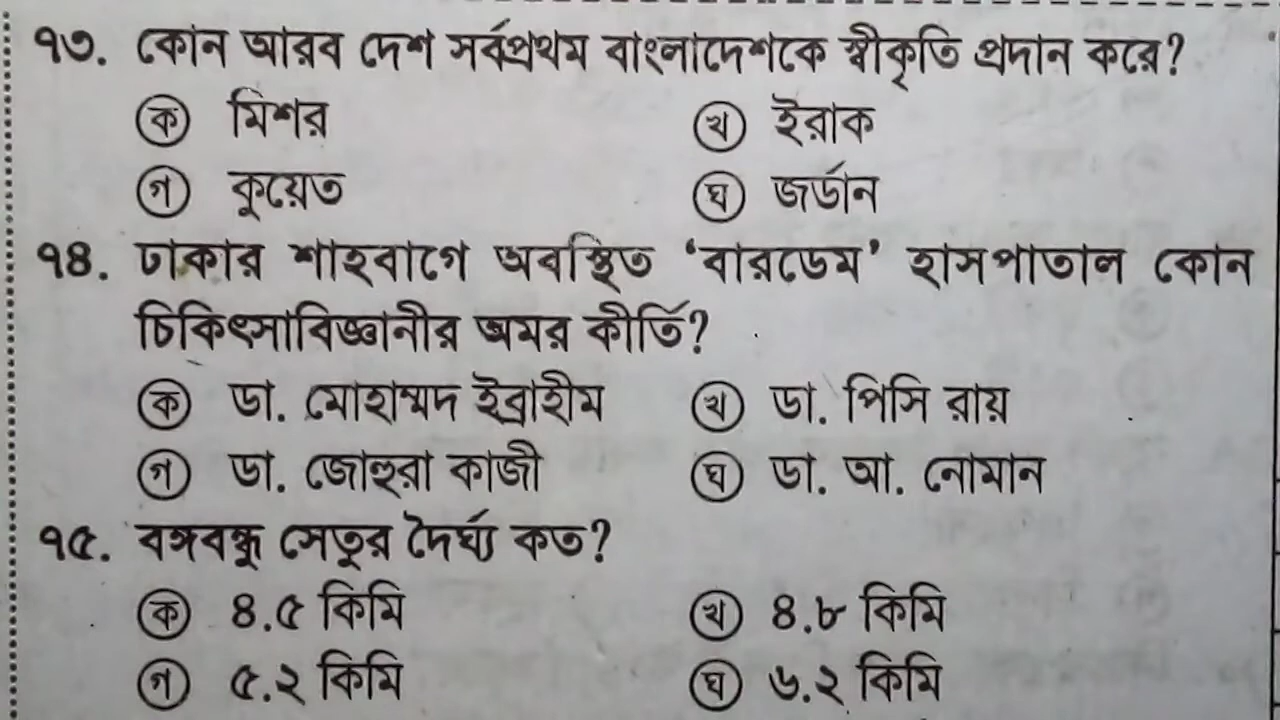 ৭৩. কোন আরব দেশ সর্বপ্রথম বাংলাদেশকে স্বীকৃতি প্রদান করে?
ক মিশর খ ইরাক
গ কুয়েত ঘ জর্ডান
৭৪. ঢাকার শাহবাগে অবস্থিত ‘বারডেম’ হাসপাতাল কোন
চিকিৎসাবিজ্ঞানীর অমর কীর্তি?
ক ডা. মোহাম্মদ ইব্রাহীম খ ডা. পিসি রায়
গ ডা. জোহুরা কাজী ঘ ডা. আ. নোমান
৭৫. বঙ্গবন্ধু সেতুর দৈর্ঘ্য কত?
ক ৪.৫ কিমি খ ৪.৮ কিমি
গ ৫.২ কিমি ঘ ৬.২ কিমি